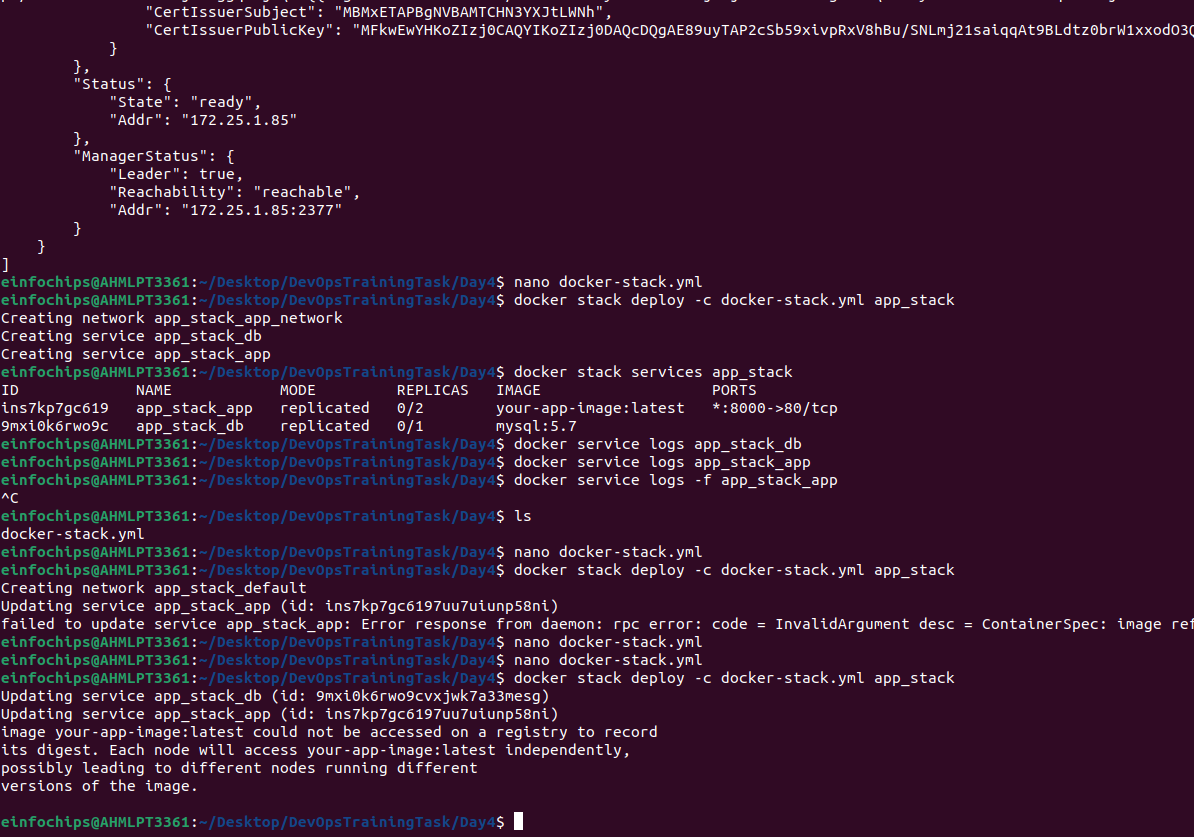 "CertIssuerSubject": "MBMxETAPBgNVBAMTCHN3YXJtLWNh",
"CertIssuerPublicKey": "MFkwEwYHKoZIzj0CAQYIKoZIzj0DAQcDQgAE89uyTAP2cSb59xivpRxV8hBu/SNLmj21saiqqAt9BLdtz0brW1xxodO3Q
}
},
"Status": {
"State": "ready",
"Addr": "172.25.1.85"
},
"ManagerStatus": {
"Leader": true,
"Reachability": "reachable",
"Addr": "172.25.1.85:2377"
}
}
]
einfochips@AHMLPT3361:~/Desktop/DevOpsTrainingTask/Day4$ nano docker-stack.yml
einfochips@AHMLPT3361:~/Desktop/DevOpsTrainingTask/Day4$ docker stack deploy -c docker-stack.yml app_stack
Creating network app_stack_app_network
Creating service app_stack_db
Creating service app_stack_app
einfochips@AHMLPT3361:~/Desktop/DevOpsTrainingTask/Day4$ docker stack services app_stack
ID NAME MODE REPLICAS IMAGE PORTS
ins7kp7gc619 app_stack_app replicated 0/2 your-app-image:latest *:8000->80/tcp
9mxi0k6rwo9c app_stack_db replicated 0/1 mysql:5.7
einfochips@AHMLPT3361:~/Desktop/DevOpsTrainingTask/Day4$ docker service logs app_stack_db
einfochips@AHMLPT3361:~/Desktop/DevOpsTrainingTask/Day4$ docker service logs app_stack_app
einfochips@AHMLPT3361:~/Desktop/DevOpsTrainingTask/Day4$ docker service logs -f app_stack_app
^C
einfochips@AHMLPT3361:~/Desktop/DevOpsTrainingTask/Day4$ ls
docker-stack.yml
einfochips@AHMLPT3361:~/Desktop/DevOpsTrainingTask/Day4$ nano docker-stack.yml
einfochips@AHMLPT3361:~/Desktop/DevOpsTrainingTask/Day4$ docker stack deploy -c docker-stack.yml app_stack
Creating network app_stack_default
Updating service app_stack_app (id: ins7kp7gc6197uu7uiunp58ni)
failed to update service app_stack_app: Error response from daemon: rpc error: code = InvalidArgument desc = ContainerSpec: image ref
einfochips@AHMLPT3361:~/Desktop/DevOpsTrainingTask/Day4$ nano docker-stack.yml
einfochips@AHMLPT3361:~/Desktop/DevOpsTrainingTask/Day4$ nano docker-stack.yml
einfochips@AHMLPT3361:~/Desktop/DevOpsTrainingTask/Day4$ docker stack deploy -c docker-stack.yml app_stack
Updating service app_stack_db (id: 9mxi0k6rwo9cvxjwk7a33mesg)
Updating service app_stack_app (id: ins7kp7gc6197uu7uiunp58ni)
image your-app-image:latest could not be accessed on a registry to record
its digest. Each node will access your-app-image:latest independently,
possibly leading to different nodes running different
versions of the image.
einfochips@AHMLPT3361:~/Desktop/DevOpsTrainingTask/Day4$